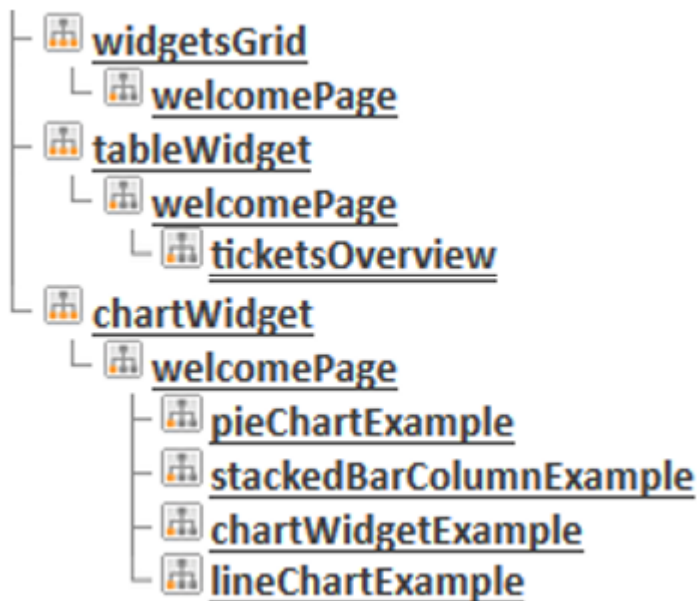 widgetsGrid
welcomePage
tableWidget
welcomePage
ticketsOverview
chartWidget
welcomePage
pieChartExample
stackedBarColumnExample
chartWidgetExample
lineChartExample